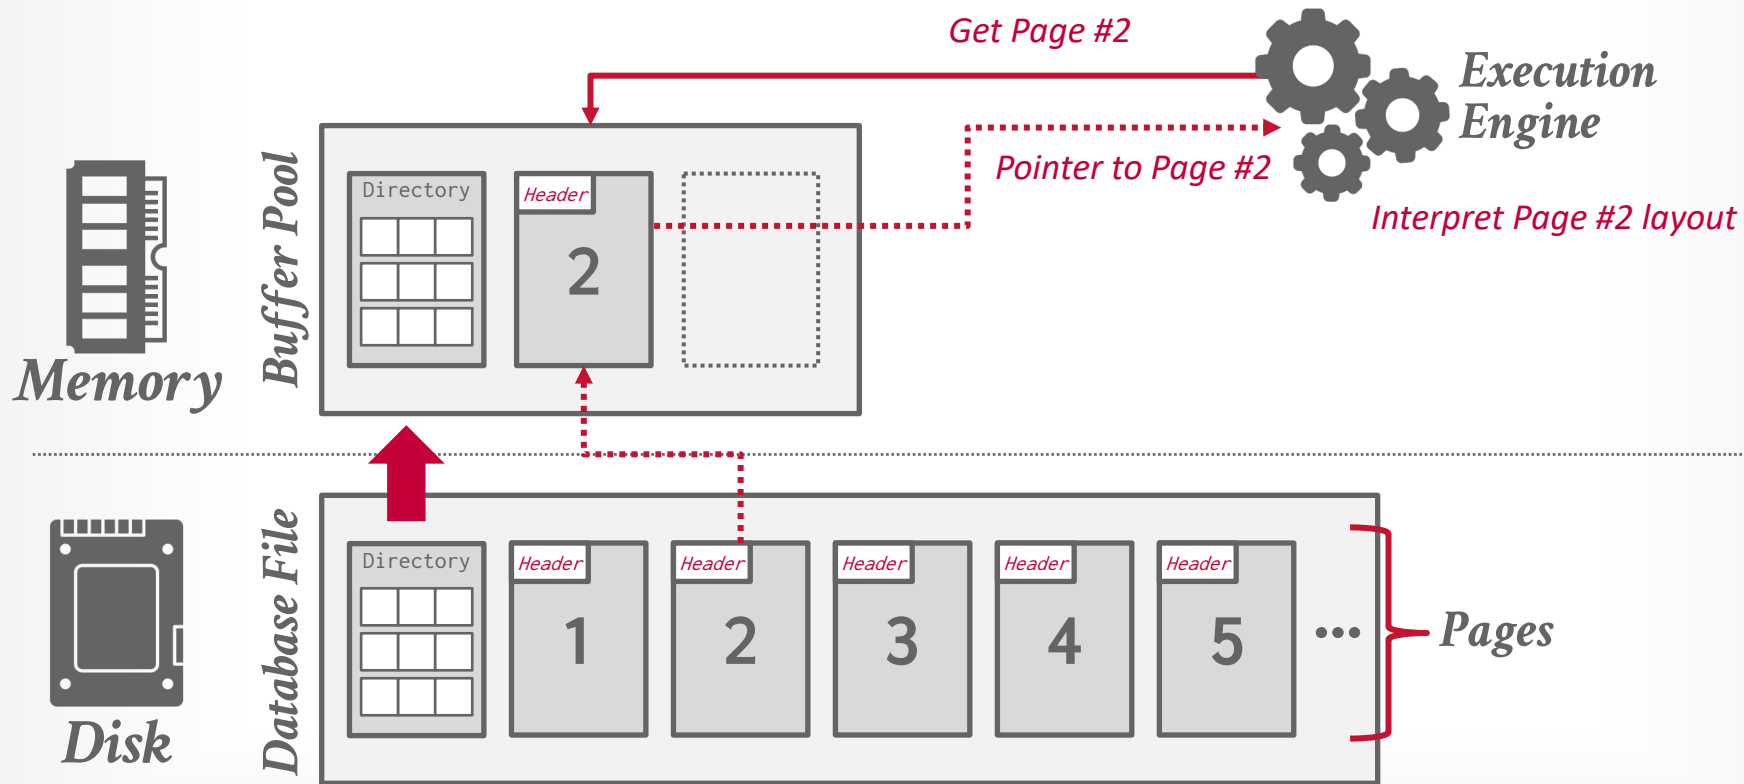 Get Page #2
Execution
Engine
Pointer to Page #2
Interpret Page #2 layout
Memory
Buffer Pool
Directory
Header
2
Disk
Database File
Directory
Header
1
Header
2
Header
3
Header
4
Header
5
...
Pages